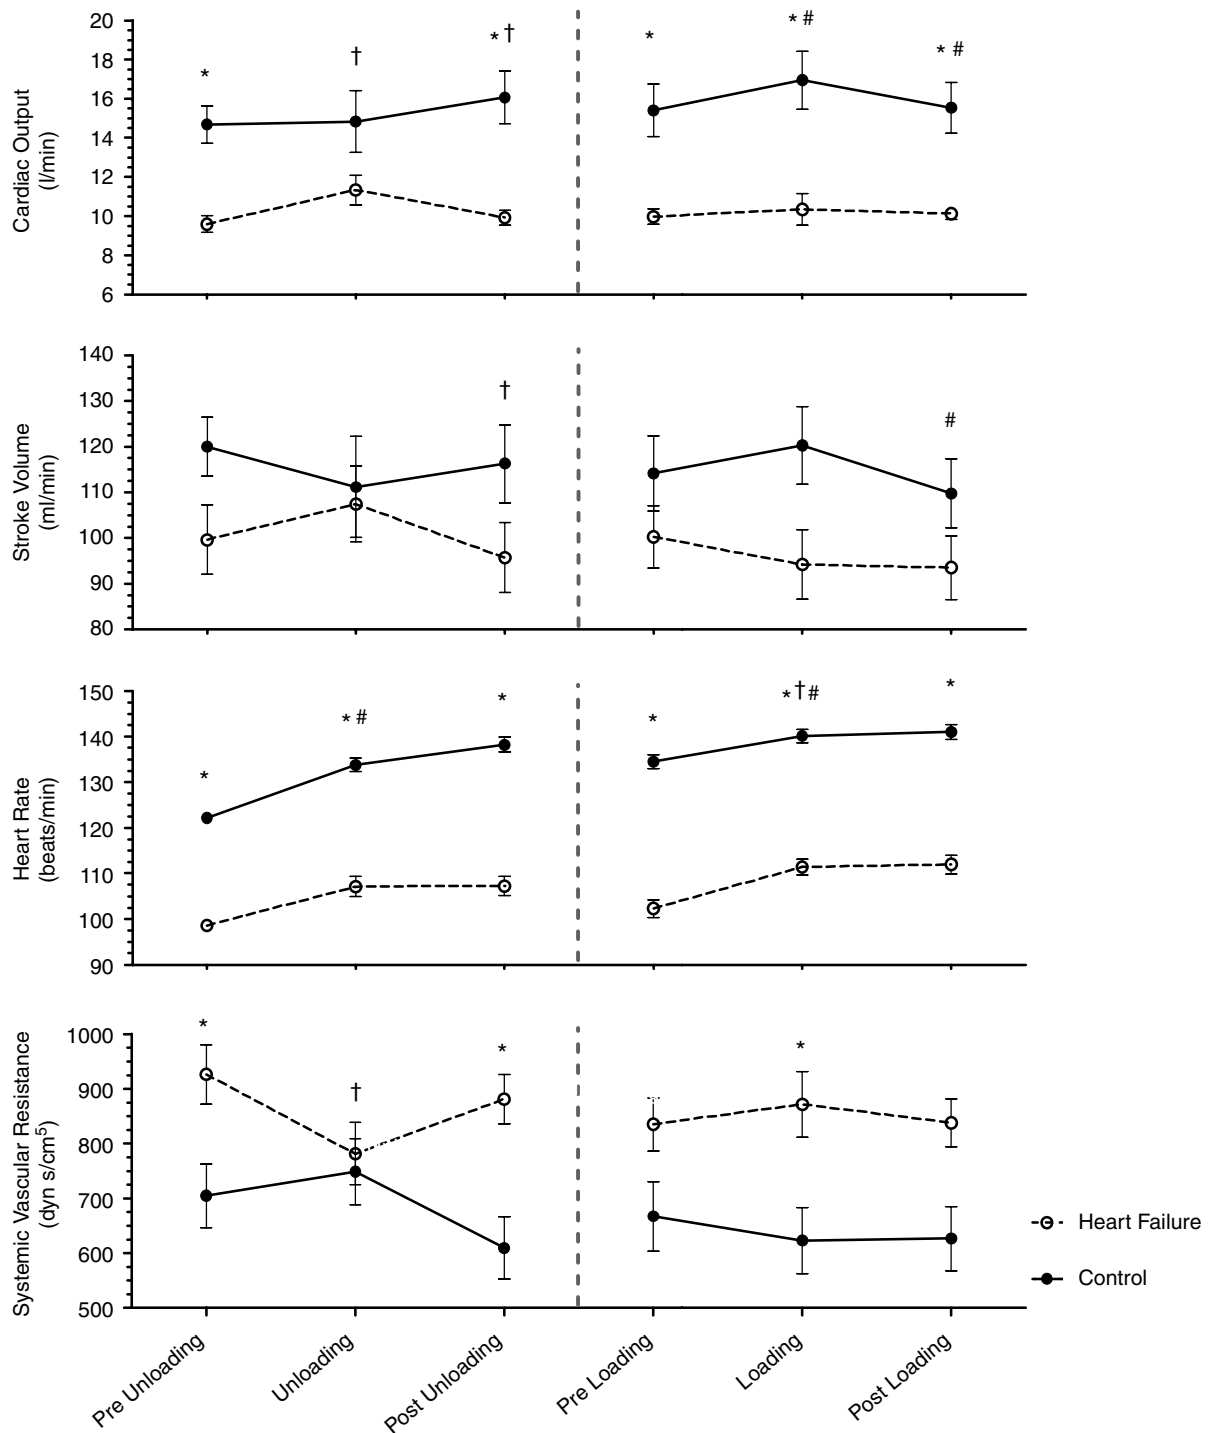 20
18
16
14
12
10
8
6
Cardiac Output
(l/min)
* † *† * *# *#
140
130
120
110
100
90
80
Stroke Volume
(ml/min)
† #
150
140
130
120
110
100
90
Heart Rate
(beats/min)
* *# * * *†# *
1000
900
800
700
600
500
Systemic Vascular Resistance
(dyn s/cm⁵)
* † * *
Heart Failure
Control
Pre Unloading
Unloading
Post Unloading
Pre Loading
Loading
Post Loading